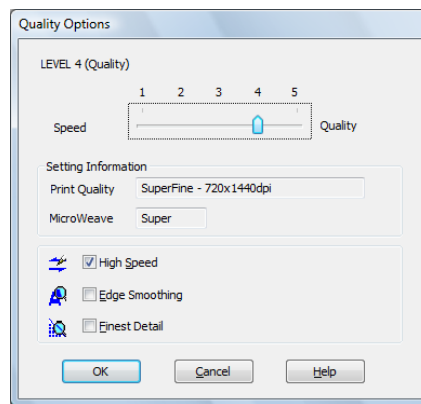 Quality Options
LEVEL 4 (Quality)
1 2 3 4 5
Speed Quality
Setting Information
Print Quality SuperFine - 720x1440dpi
MicroWeave Super
High Speed
Edge Smoothing
Finest Detail
OK Cancel Help